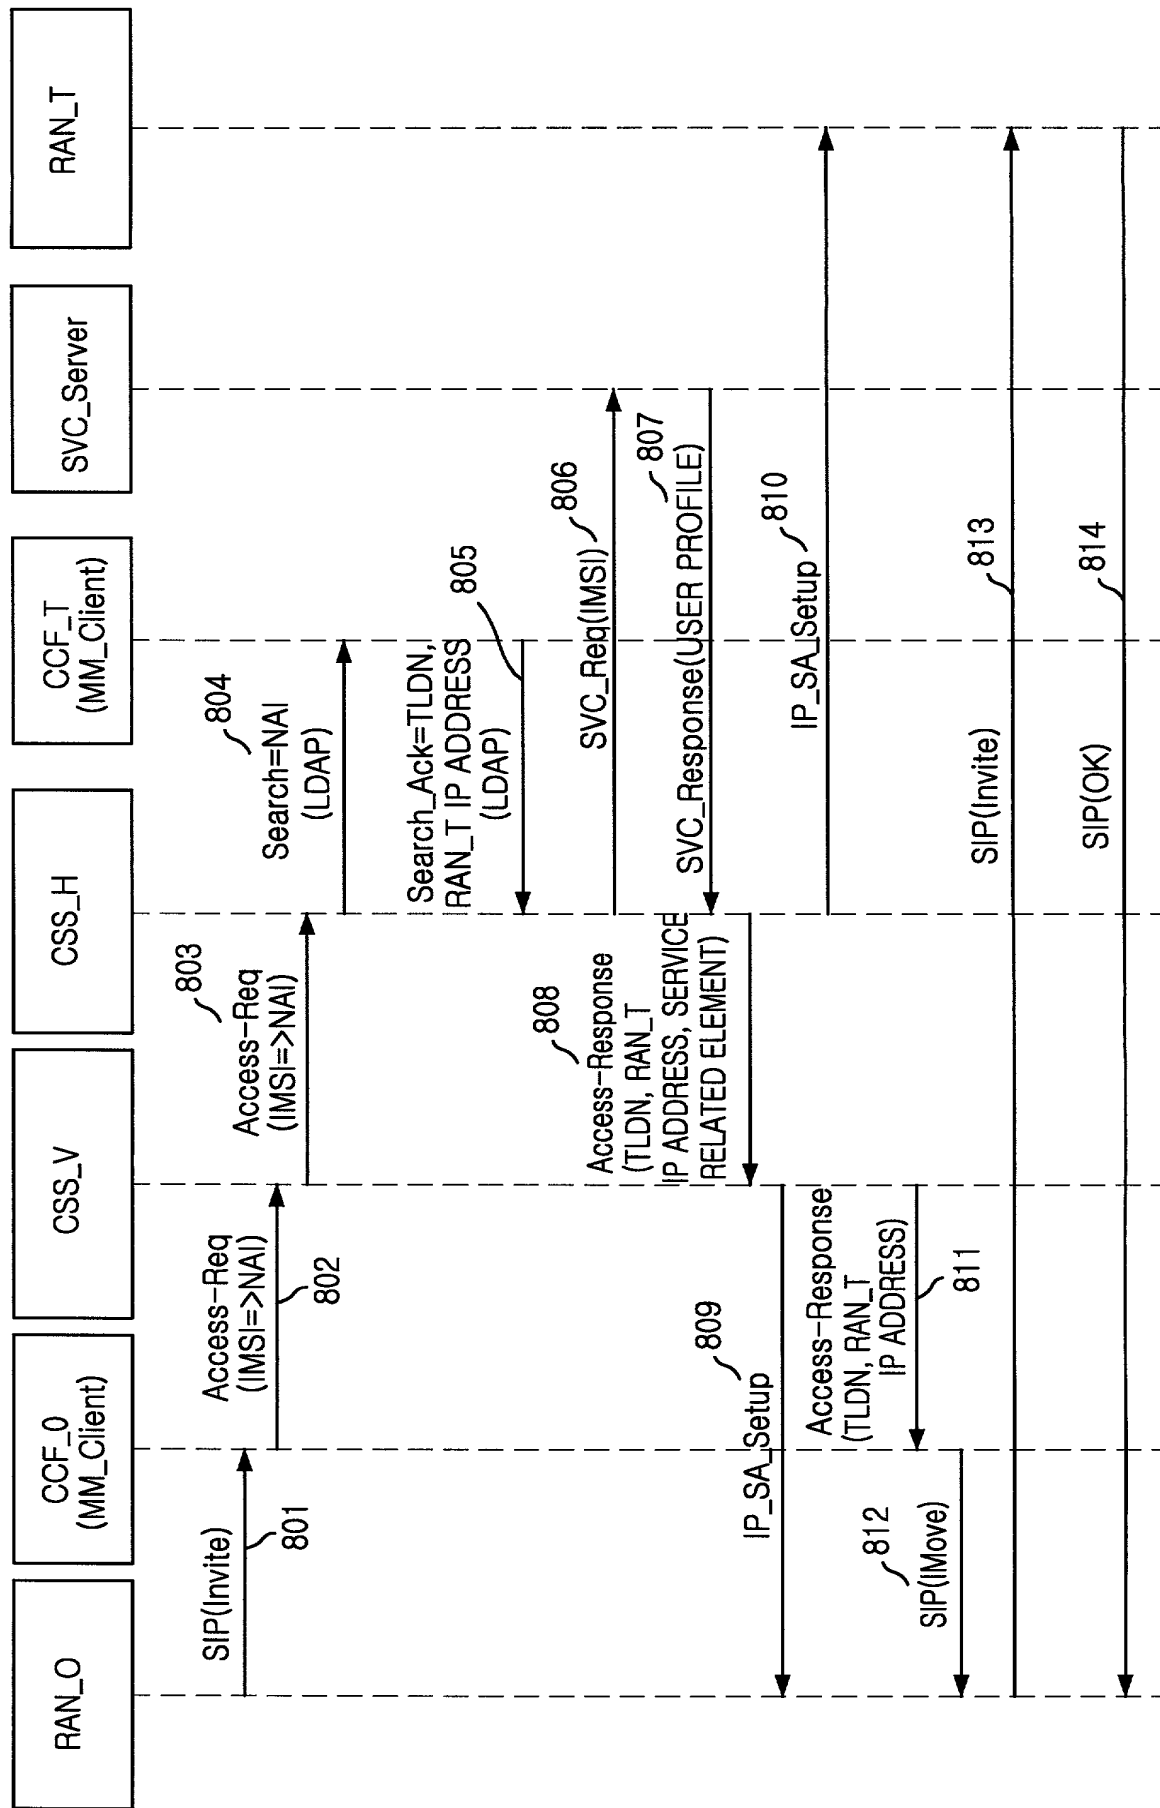 RAN_O
CCF_0
(MM_Client)
CSS_V
CSS_H
CCF_T
(MM_Client)
SVC_Server
RAN_T
SIP(Invite)
801
Access-Req
(IMSI=>NAI)
802
803
Access-Req
(IMSI=>NAI)
804
Search=NAI
(LDAP)
Search_Ack=TLDN,
RAN_T IP ADDRESS
(LDAP)
805
SVC_Req(IMSI)
806
SVC_Response(USER PROFILE)
807
808
Access-Response
(TLDN, RAN_T
IP ADDRESS, SERVICE
RELATED ELEMENT)
IP_SA_Setup
809
IP_SA_Setup
810
Access-Response
(TLDN, RAN_T
IP ADDRESS)
811
SIP(IMove)
812
SIP(Invite)
813
SIP(OK)
814